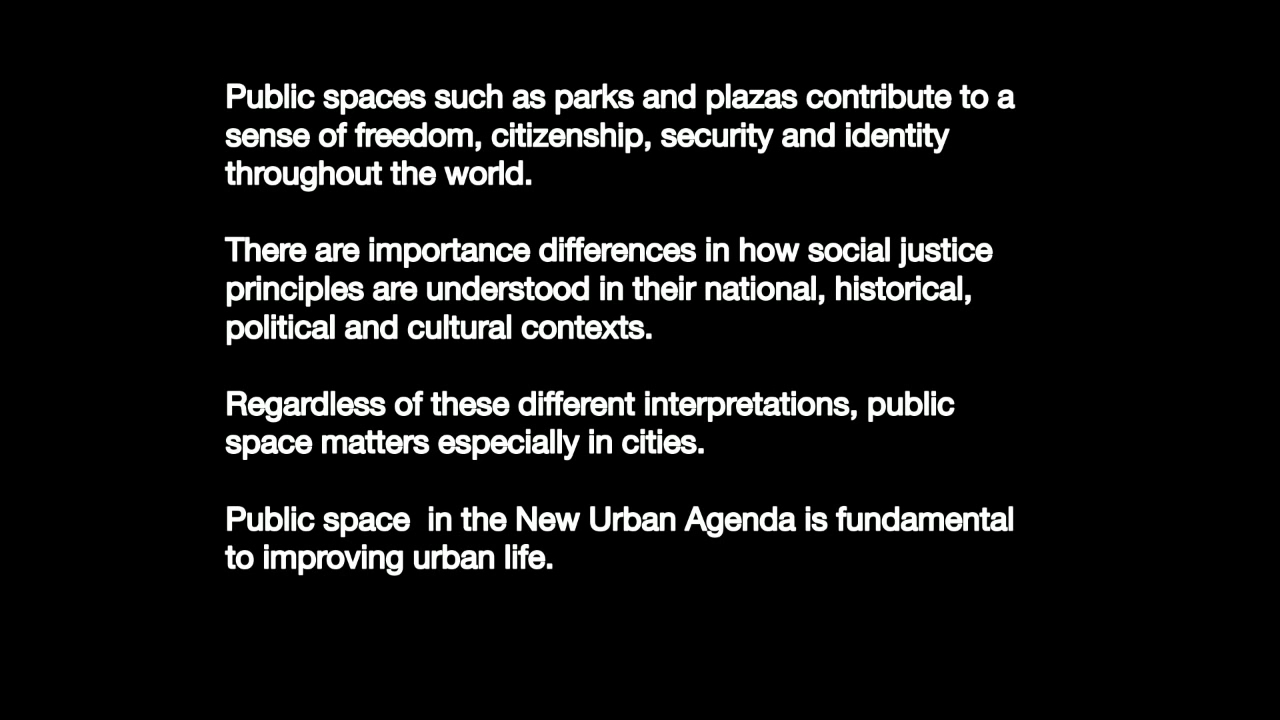 Public spaces such as parks and plazas contribute to a
sense of freedom, citizenship, security and identity
throughout the world.
There are importance differences in how social justice
principles are understood in their national, historical,
political and cultural contexts.
Regardless of these different interpretations, public
space matters especially in cities.
Public space  in the New Urban Agenda is fundamental
to improving urban life.